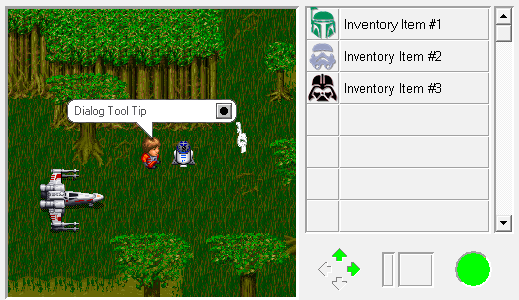 Dialog Tool Tip
Inventory Item #1
Inventory Item #2
Inventory Item #3